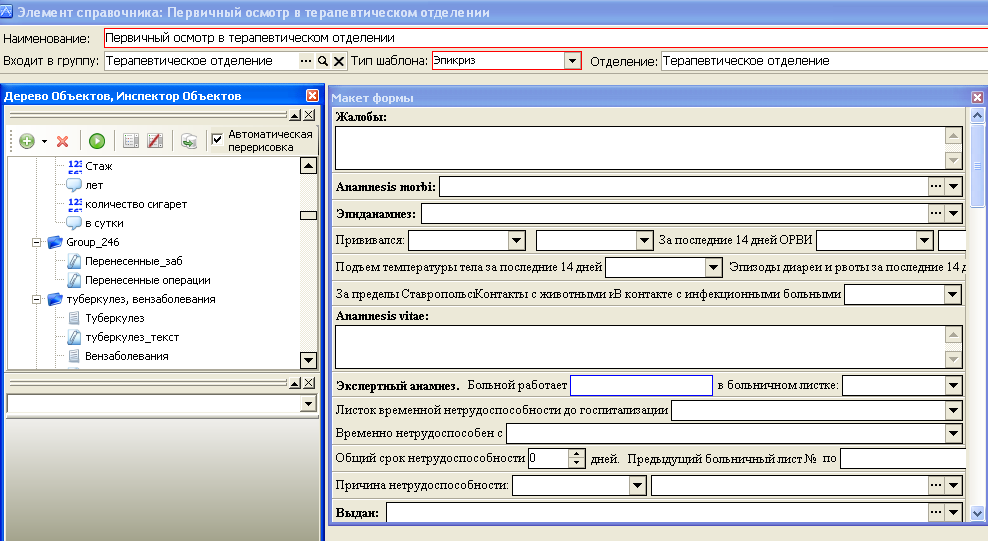 Элемент справочника: Первичный осмотр в терапевтическом отделении
Наименование: Первичный осмотр в терапевтическом отделении
Входит в группу: Терапевтическое отделение ... Тип шаблона: Эпикриз Отделение: Терапевтическое отделение
Дерево Объектов, Инспектор Объектов
Автоматическая
перерисовка
123 Стаж
лет
123 количество сигарет
в сутки
Group_246
Перенесенные_заб
Перенесенные операции
туберкулез, вензаболевания
Туберкулез
туберкулез_текст
Вензаболевания
Макет формы
Жалобы:
Anamnesis morbi: ...
Эпиданамнез: ...
Прививался: За последние 14 дней ОРВИ
Подъем температуры тела за последние 14 дней Эпизоды диареи и рвоты за последние 14
За пределы Ставропольс Контакты с животными и В контакте с инфекционными больными
Anamnesis vitae:
Экспертный анамнез. Больной работает в больничном листке:
Листок временной нетрудоспособности до госпитализации
Временно нетрудоспособен с
Общий срок нетрудоспособности 0 дней. Предыдущий больничный лист № по
Причина нетрудоспособности: ...
Выдан: ...